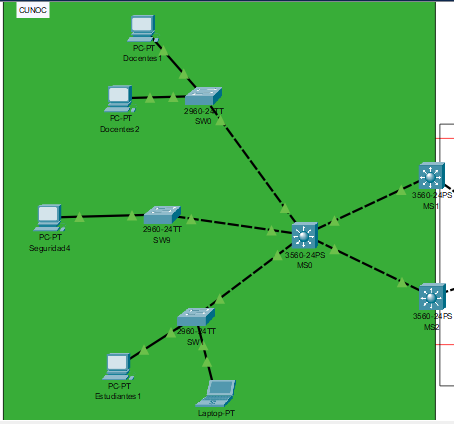 CUNOC
PC-PT
Docentes1
PC-PT
Docentes2
2960-24TT
SW0
PC-PT
Seguridad4
2960-24TT
SW9
3560-24PS
MS0
3560-24PS
MS1
3560-24PS
MS2
2960-24TT
PC-PT
Estudiantes1
Laptop-PT